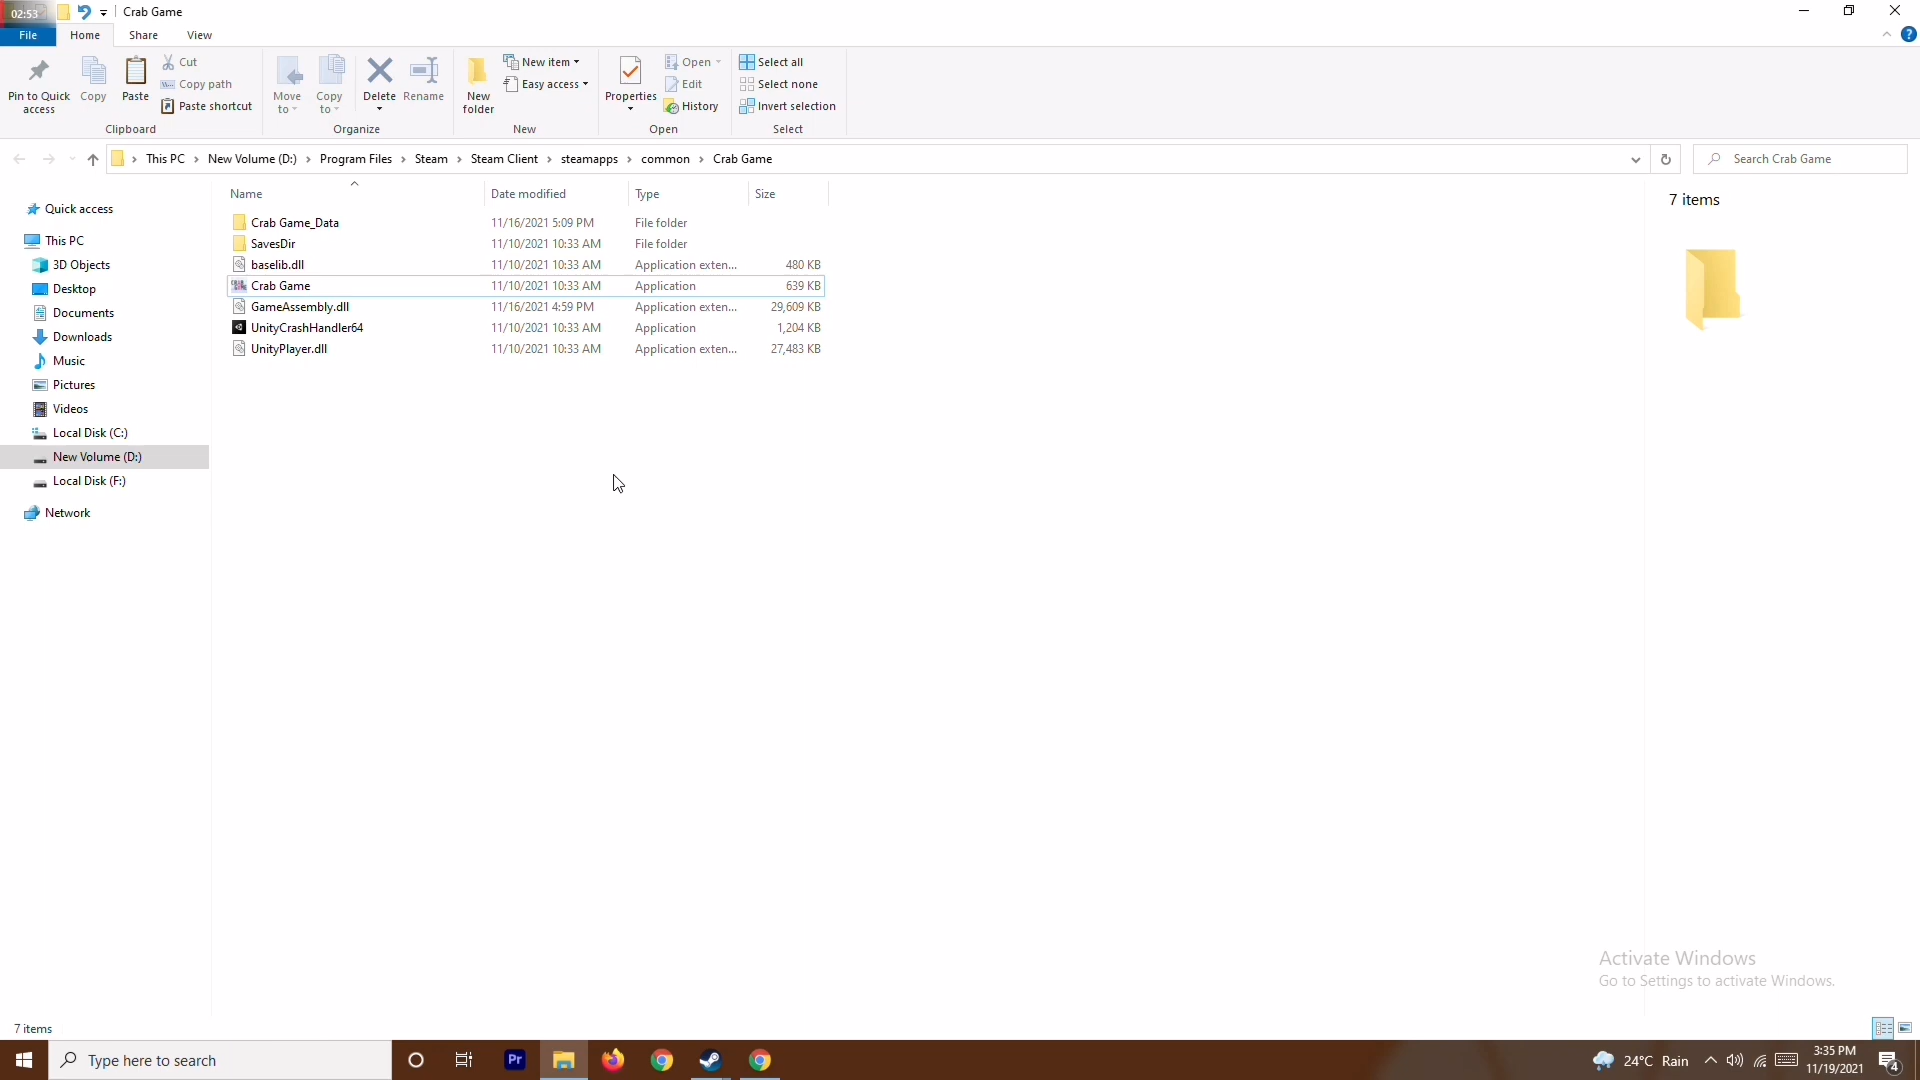 02:53 Crab Game
File Home Share View
Pin to Quick access
Copy
Paste
Cut
Copy path
Paste shortcut
Clipboard
Move to
Copy to
Delete
Rename
Organize
New folder
New item
Easy access
New
Properties
Open
Edit
History
Open
Select all
Select none
Invert selection
Select
This PC › New Volume (D:) › Program Files › Steam › Steam Client › steamapps › common › Crab Game
Search Crab Game
Quick access
This PC
3D Objects
Desktop
Documents
Downloads
Music
Pictures
Videos
Local Disk (C:)
New Volume (D:)
Local Disk (F:)
Network
Name Date modified Type Size
Crab Game_Data 11/16/2021 5:09 PM File folder
SavesDir 11/10/2021 10:33 AM File folder
baselib.dll 11/10/2021 10:33 AM Application exten... 480 KB
Crab Game 11/10/2021 10:33 AM Application 639 KB
GameAssembly.dll 11/16/2021 4:59 PM Application exten... 29,609 KB
UnityCrashHandler64 11/10/2021 10:33 AM Application 1,204 KB
UnityPlayer.dll 11/10/2021 10:33 AM Application exten... 27,483 KB
7 items
Activate Windows
Go to Settings to activate Windows.
7 items
Type here to search
Pr
24°C Rain
3:35 PM
11/19/2021
4